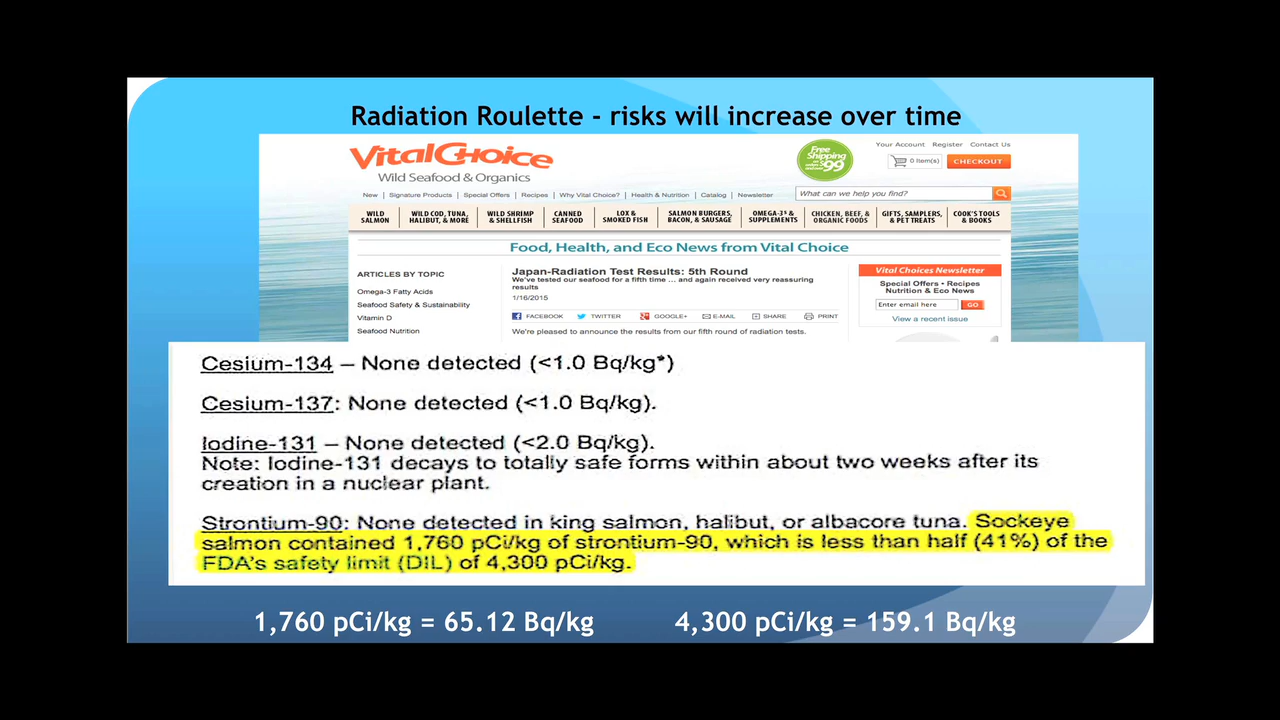 Radiation Roulette - risks will increase over time
VitalChoice
Wild Seafood & Organics
Free
Shipping
$99
Your Account Register Contact Us
0 Item(s)
CHECKOUT
New | Signature Products | Special Offers | Recipes | Why Vital Choice? | Health & Nutrition | Catalog | Newsletter
What can we help you find?
WILD SALMON
WILD COD, TUNA, HALIBUT, & MORE
WILD SHRIMP & SHELLFISH
CANNED SEAFOOD
LOX & SMOKED FISH
SALMON BURGERS, BACON, & SAUSAGE
OMEGA-3S & SUPPLEMENTS
CHICKEN, BEEF, & ORGANIC FOODS
GIFTS, SAMPLERS, & PET TREATS
COOK'S TOOLS & BOOKS
Food, Health, and Eco News from Vital Choice
ARTICLES BY TOPIC
Omega-3 Fatty Acids
Seafood Safety & Sustainability
Vitamin D
Seafood Nutrition
Japan-Radiation Test Results: 5th Round
We've tested our seafood for a fifth time ... and again received very reassuring
results
1/16/2015
FACEBOOK TWITTER GOOGLE+ E-MAIL SHARE PRINT
We're pleased to announce the results from our fifth round of radiation tests.
Vital Choices Newsletter
Special Offers • Recipes
Nutrition & Eco News
Enter email here
GO
View a recent issue
Cesium-134 – None detected (<1.0 Bq/kg*)
Cesium-137: None detected (<1.0 Bq/kg).
Iodine-131 – None detected (<2.0 Bq/kg).
Note: Iodine-131 decays to totally safe forms within about two weeks after its
creation in a nuclear plant.
Strontium-90: None detected in king salmon, halibut, or albacore tuna. Sockeye
salmon contained 1,760 pCi/kg of strontium-90, which is less than half (41%) of the
FDA's safety limit (DIL) of 4,300 pCi/kg.
1,760 pCi/kg = 65.12 Bq/kg
4,300 pCi/kg = 159.1 Bq/kg